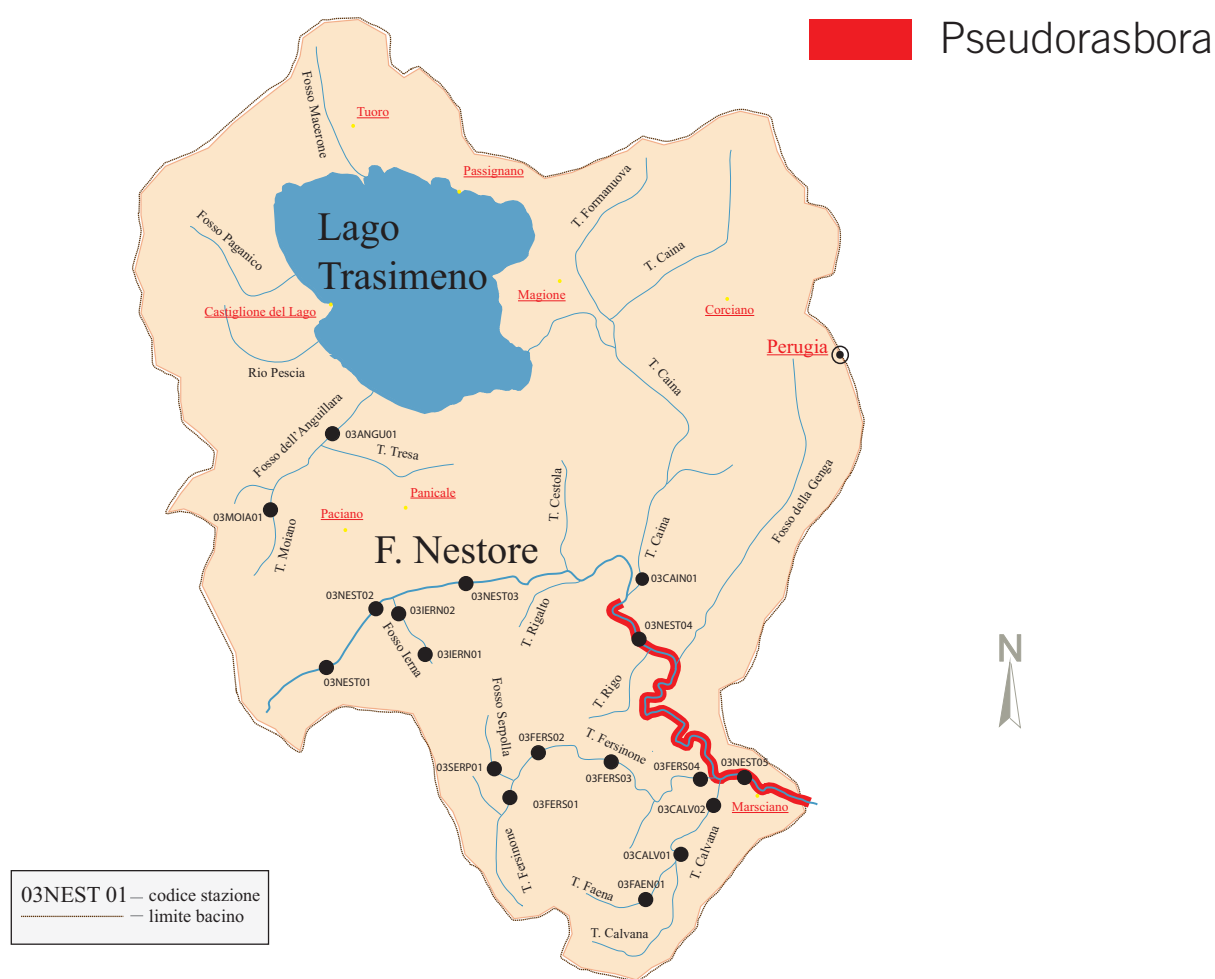 Pseudorasbora
Fosso Macerone
Tuoro
Passignano
T. Formanuova
Fosso Paganico
Lago
Trasimeno
T. Caina
Magione
Castiglione del Lago
Corciano
Perugia
Rio Pescia
T. Caina
Fosso dell'Anguillara
03ANGU01
T. Tresa
T. Cestola
Fosso della Genga
Panicale
03MOIA01
Paciano
T. Moiano
F. Nestore
T. Caina
03CAIN01
03NEST03
03NEST02
03IERN02
T. Rigalto
03NEST04
Fosso Ierna
03IERN01
03NEST01
T. Rigo
Fosso Serpolla
03FERS02
T. Fersinone
03SERP01
03FERS03
03FERS04
03NEST05
03FERS01
03CALV02
Marsciano
T. Fersinone
03CALV01
T. Calvana
T. Faena
03FAEN01
T. Calvana
N
03NEST 01 – codice stazione
– limite bacino